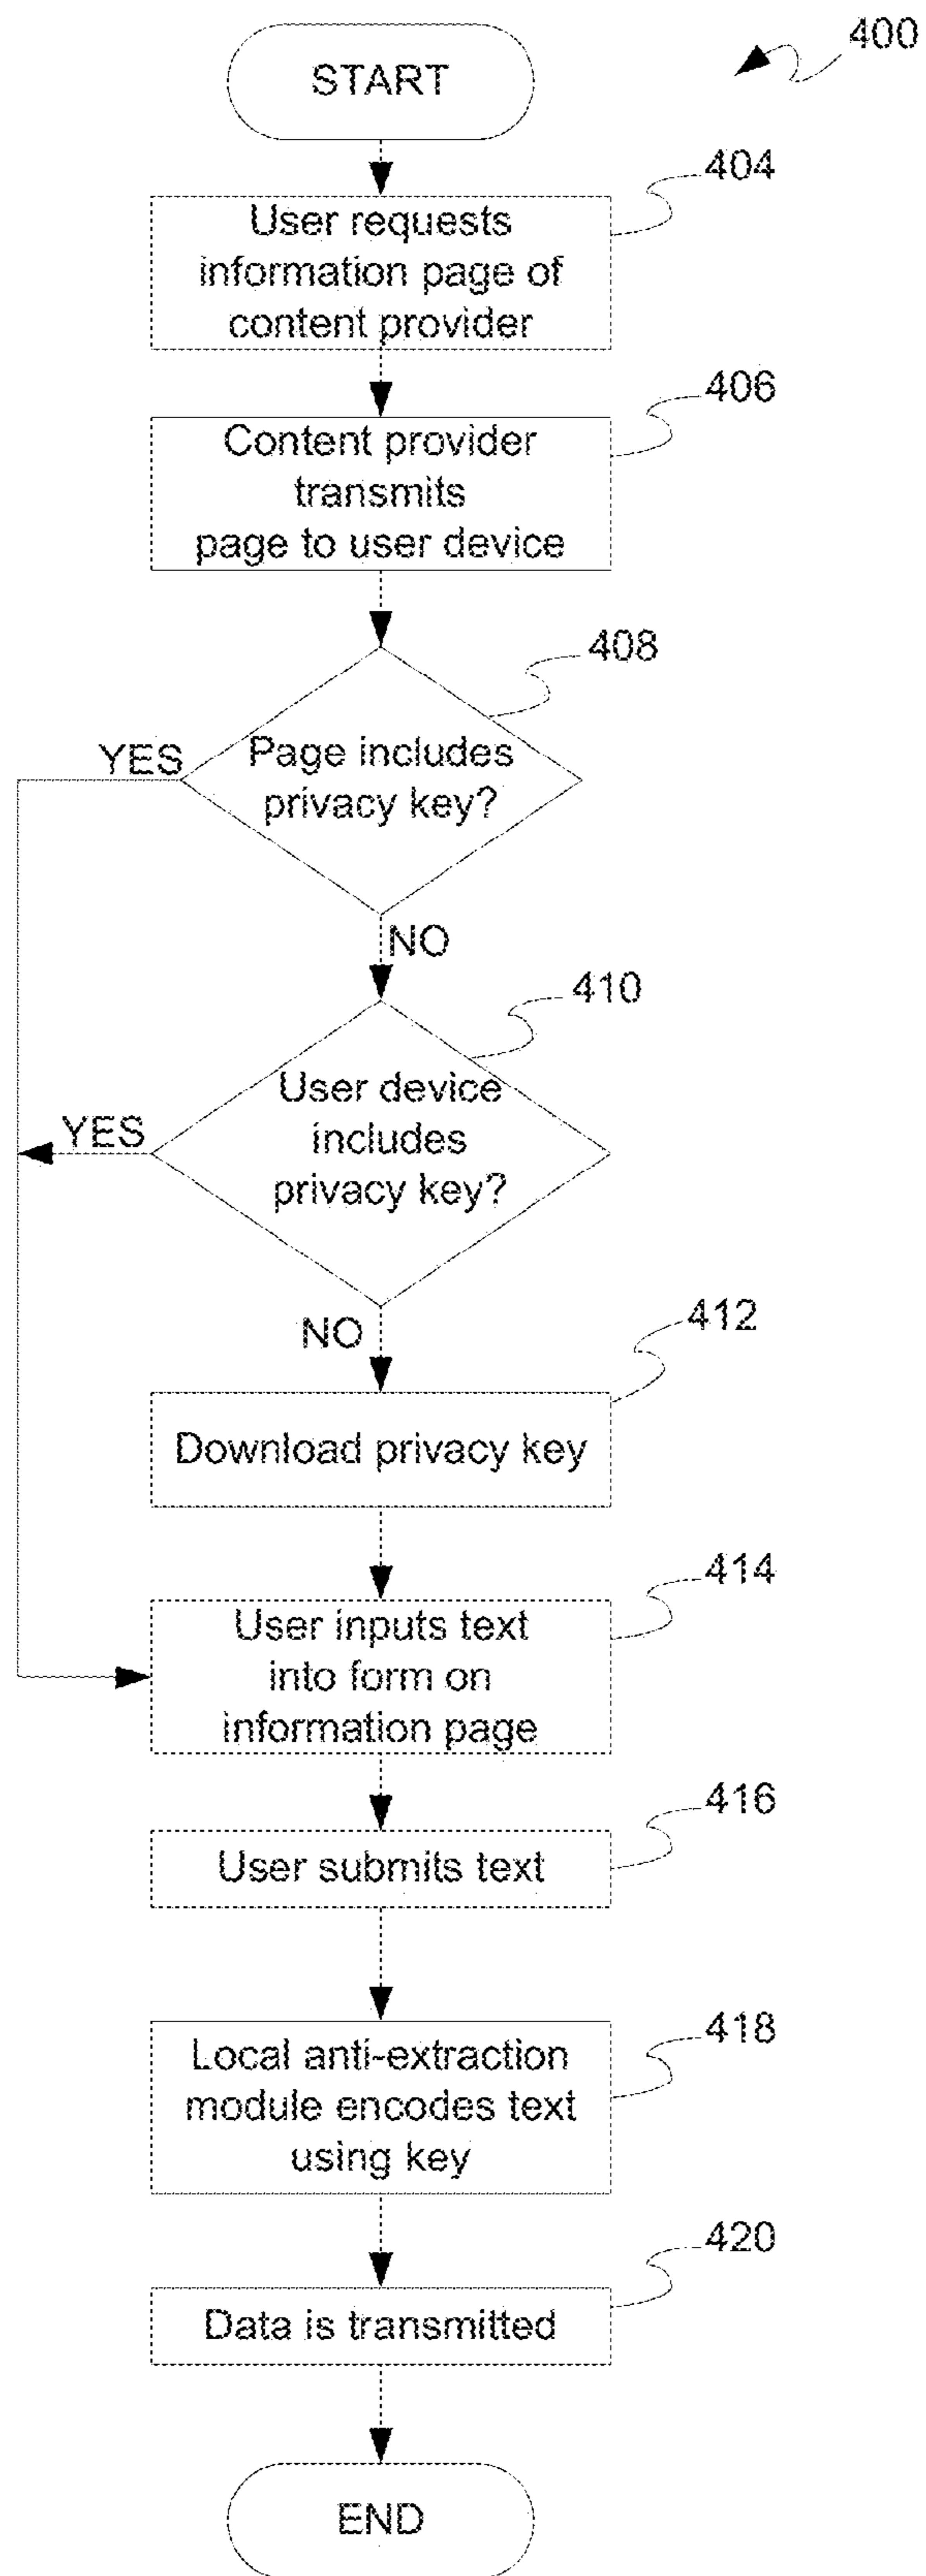 400
START
404
User requests
information page of
content provider
406
Content provider
transmits
page to user device
408
YES
Page includes
privacy key?
NO
410
YES
User device
includes
privacy key?
NO
412
Download privacy key
414
User inputs text
into form on
information page
416
User submits text
418
Local anti-extraction
module encodes text
using key
420
Data is transmitted
END